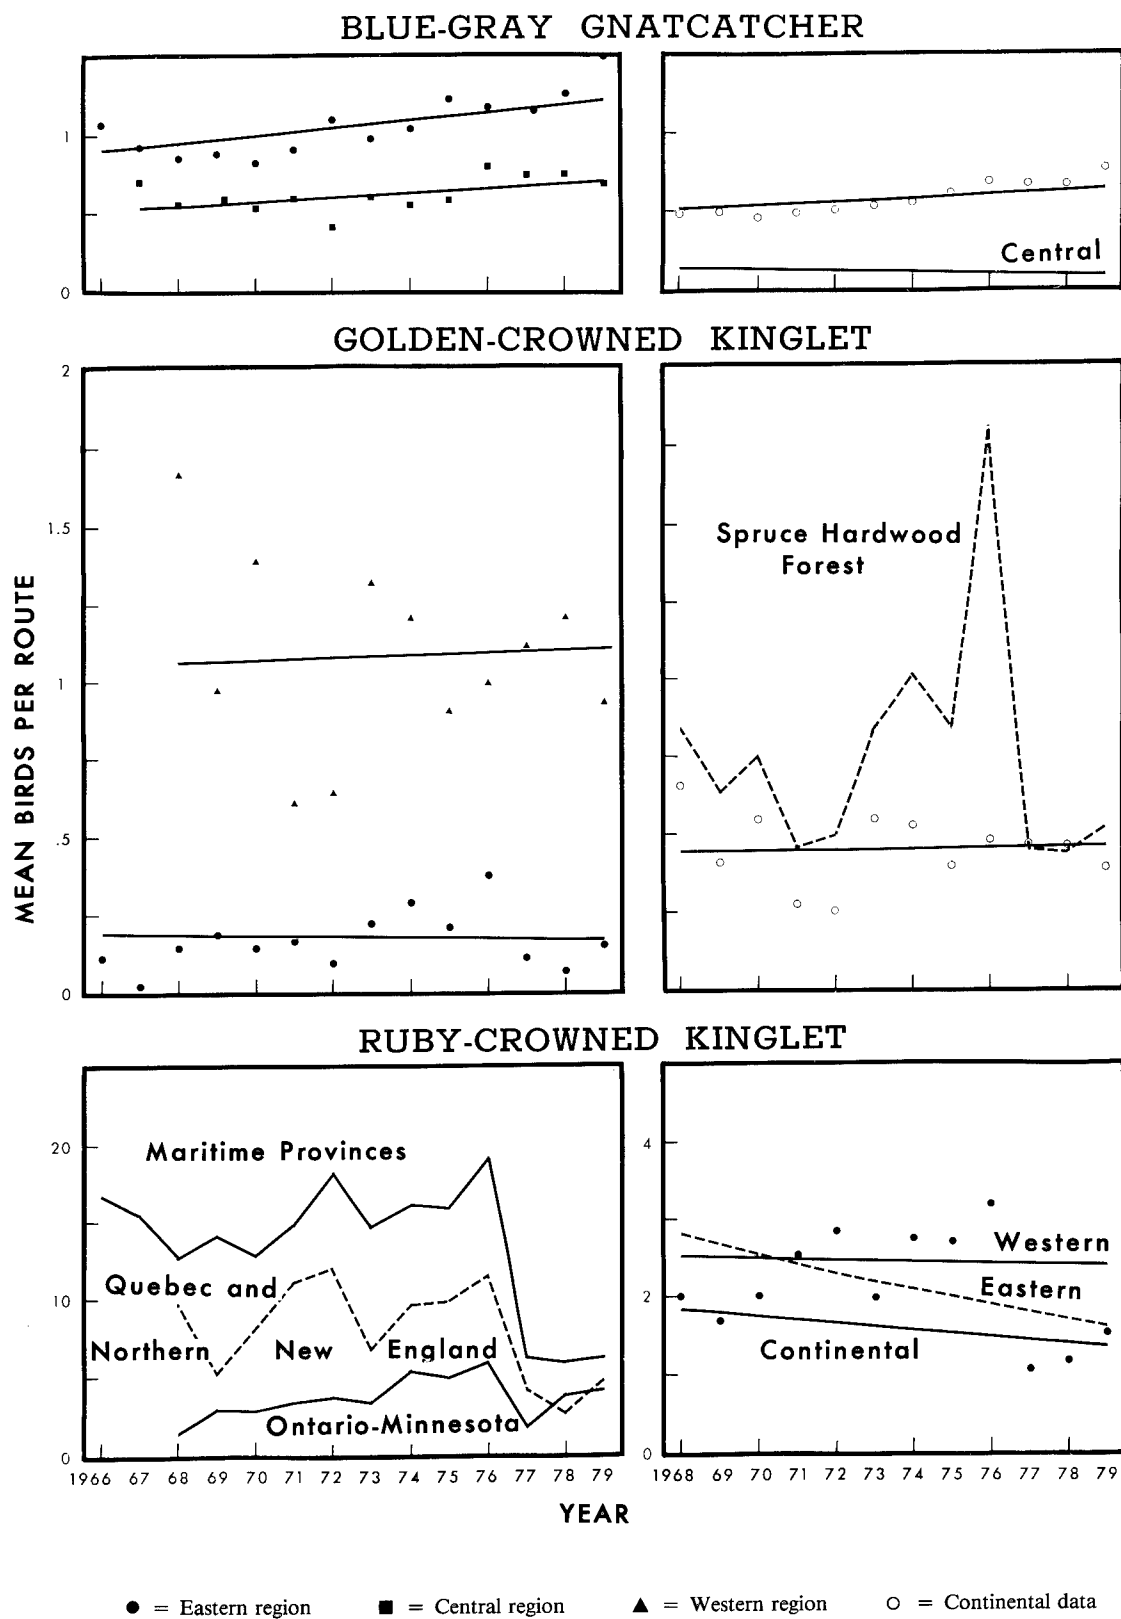 BLUE-GRAY GNATCATCHER
1
0
Central
GOLDEN-CROWNED KINGLET
2
1.5
1
.5
0
Spruce Hardwood
Forest
MEAN BIRDS PER ROUTE
RUBY-CROWNED KINGLET
20
10
0
Maritime Provinces
Quebec and
Northern New England
Ontario-Minnesota
4
2
0
Western
Eastern
Continental
1966 67 68 69 70 71 72 73 74 75 76 77 78 79
1968 69 70 71 72 73 74 75 76 77 78 79
YEAR
● = Eastern region ■ = Central region ▲ = Western region ○ = Continental data